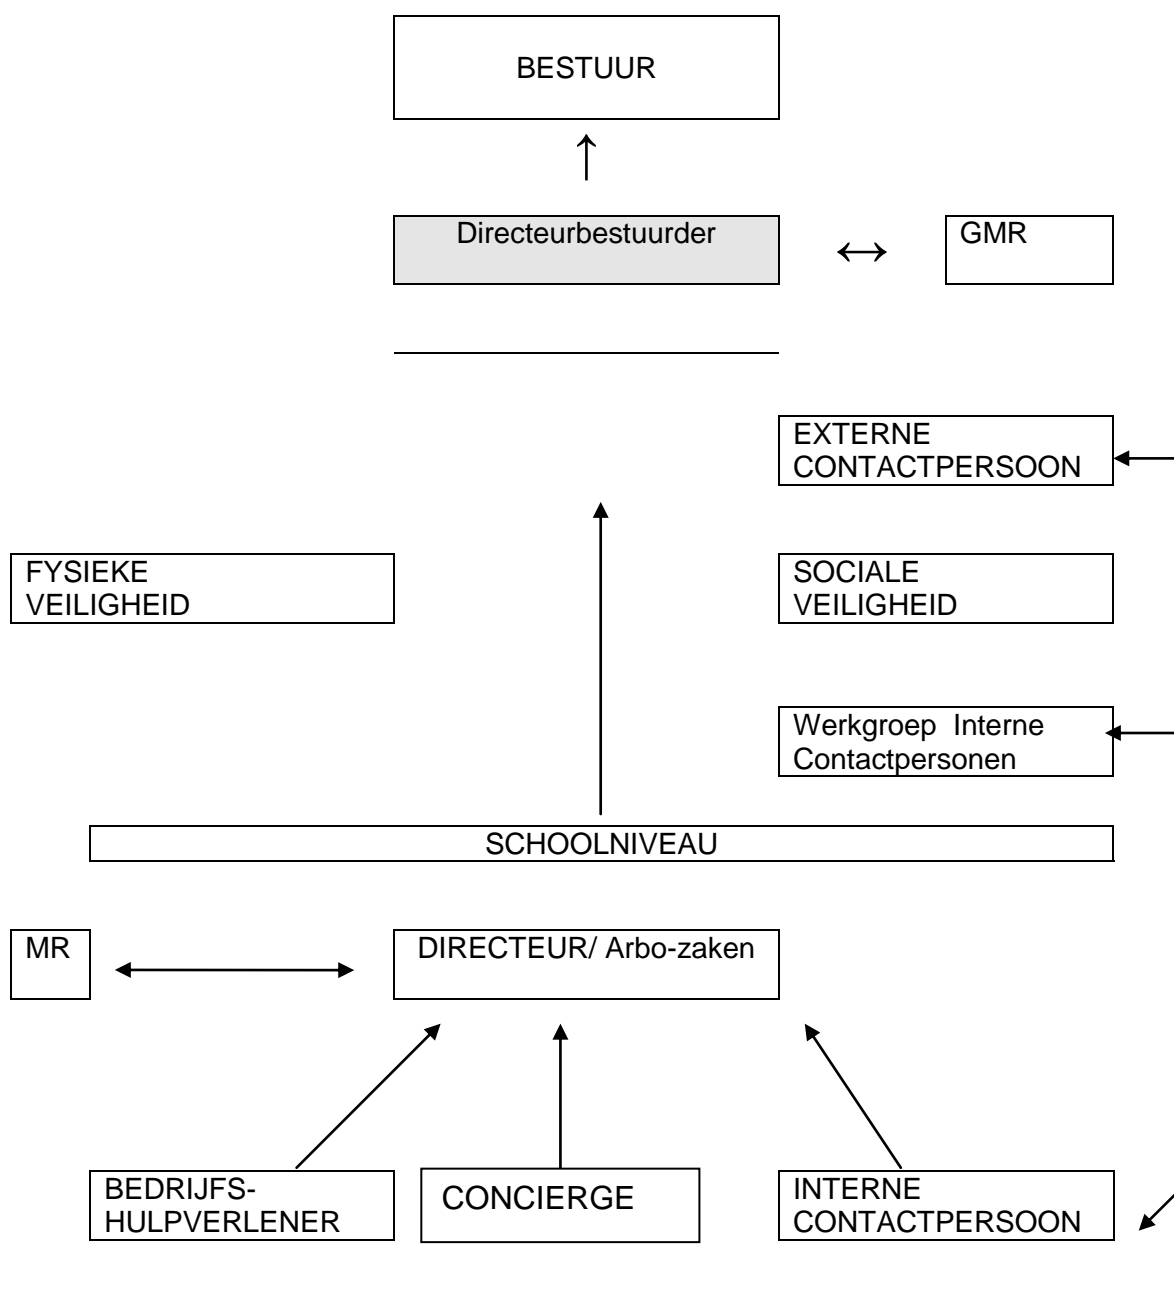 BESTUUR
Directeurbestuurder
GMR
EXTERNE
CONTACTPERSOON
FYSIEKE
VEILIGHEID
SOCIALE
VEILIGHEID
Werkgroep Interne
Contactpersonen
SCHOOLNIVEAU
MR
DIRECTEUR/ Arbo-zaken
BEDRIJFS-
HULPVERLENER
CONCIERGE
INTERNE
CONTACTPERSOON